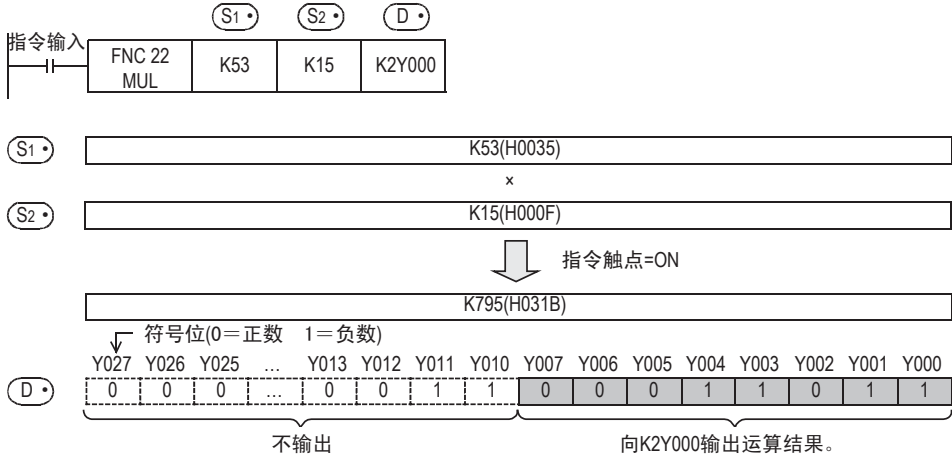 S1• S2• D•
指令输入
FNC 22 MUL K53 K15 K2Y000
S1• K53(H0035)
×
S2• K15(H000F)
指令触点=ON
K795(H031B)
符号位(0=正数 1=负数)
Y027 Y026 Y025 … Y013 Y012 Y011 Y010 Y007 Y006 Y005 Y004 Y003 Y002 Y001 Y000
D• 0 0 0 … 0 0 1 1 0 0 0 1 1 0 1 1
不输出 向K2Y000输出运算结果。